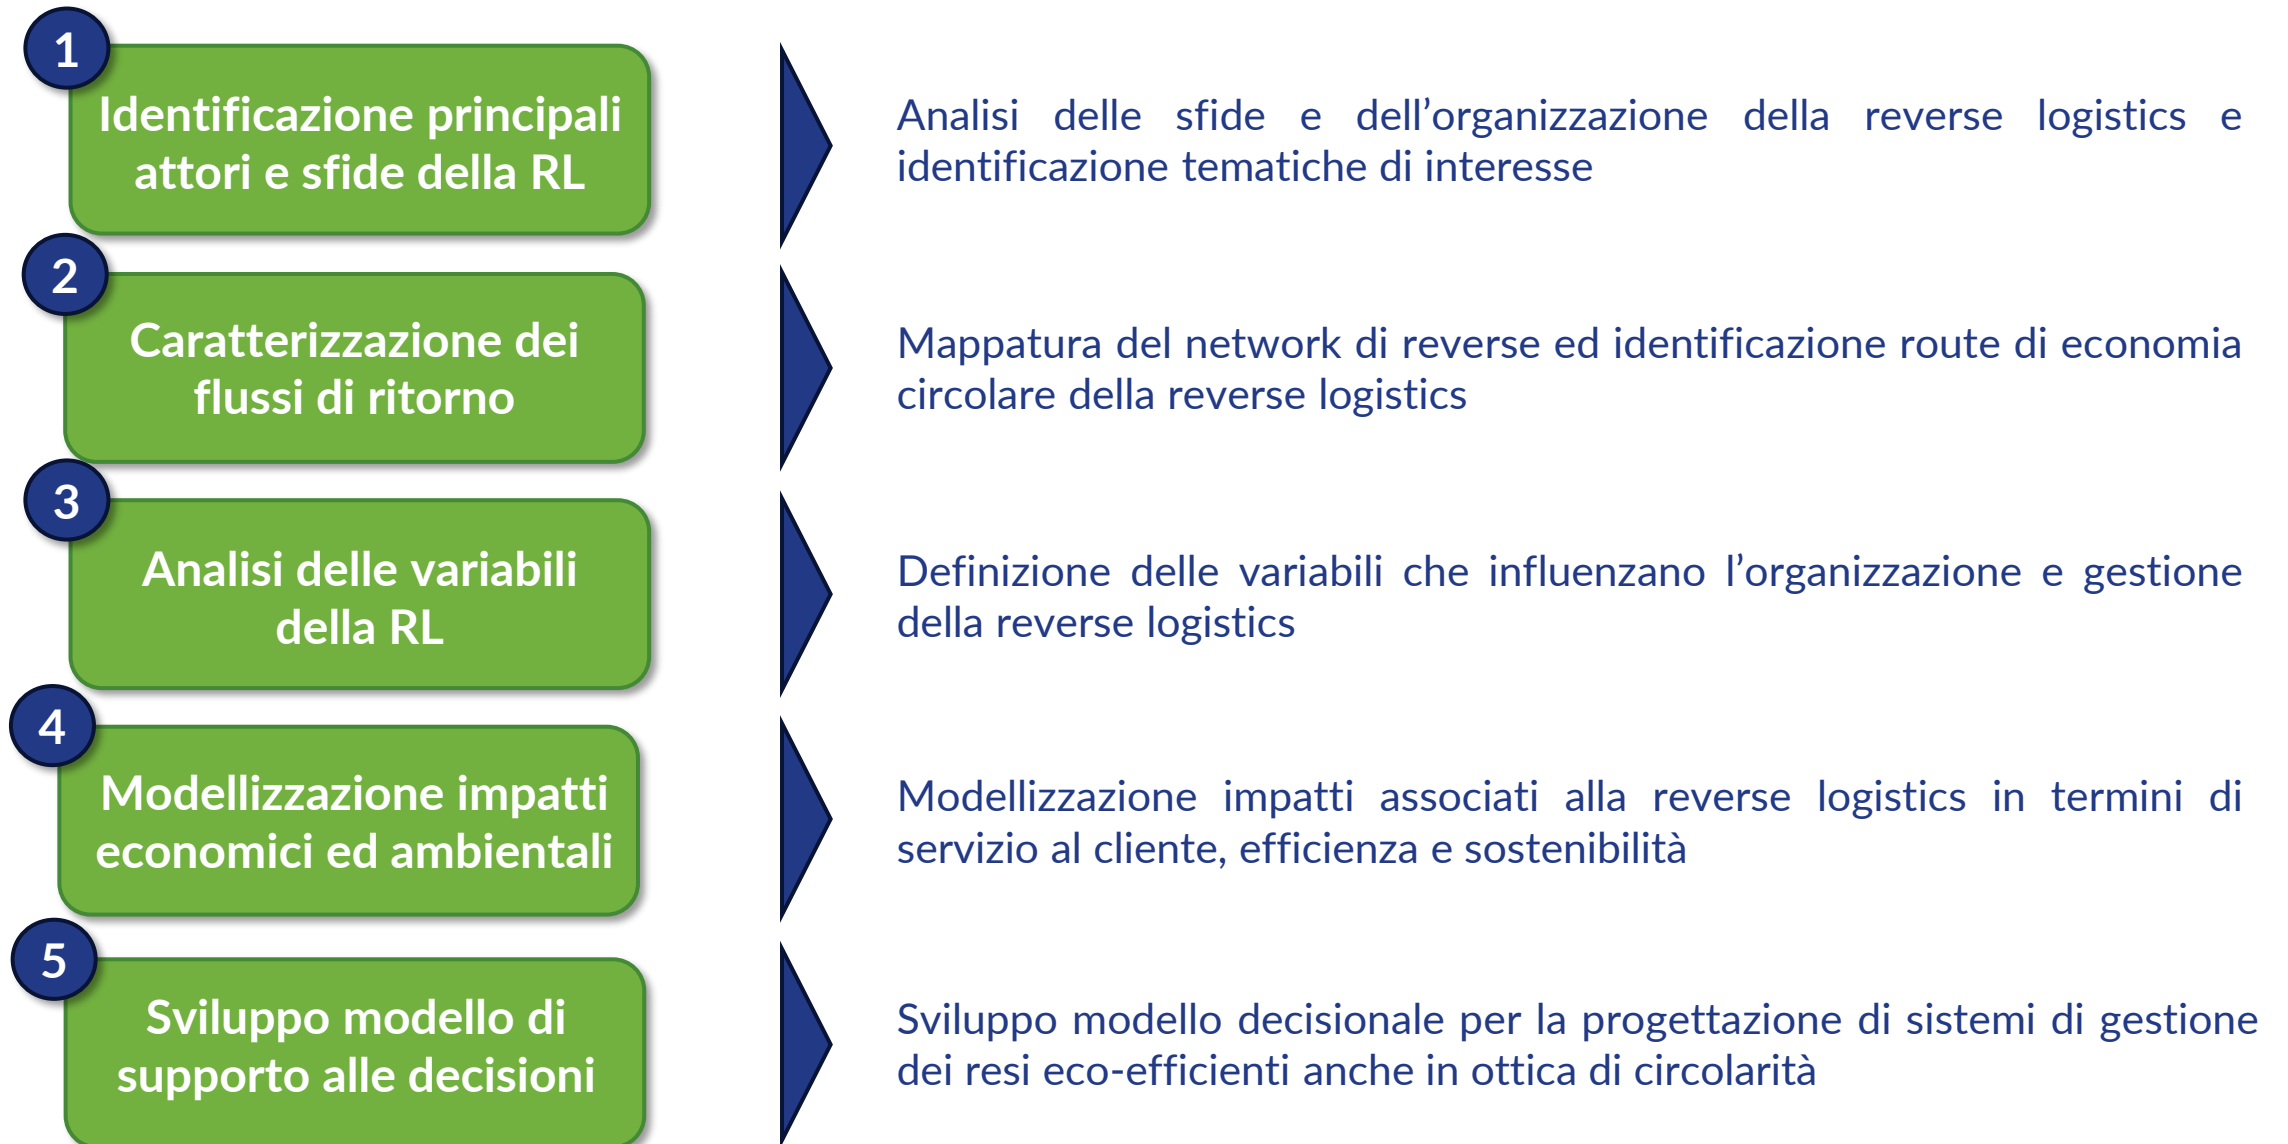 1
Identificazione principali
attori e sfide della RL
Analisi delle sfide e dell’organizzazione della reverse logistics e
identificazione tematiche di interesse
2
Caratterizzazione dei
flussi di ritorno
Mappatura del network di reverse ed identificazione route di economia
circolare della reverse logistics
3
Analisi delle variabili
della RL
Definizione delle variabili che influenzano l’organizzazione e gestione
della reverse logistics
4
Modellizzazione impatti
economici ed ambientali
Modellizzazione impatti associati alla reverse logistics in termini di
servizio al cliente, efficienza e sostenibilità
5
Sviluppo modello di
supporto alle decisioni
Sviluppo modello decisionale per la progettazione di sistemi di gestione
dei resi eco-efficienti anche in ottica di circolarità